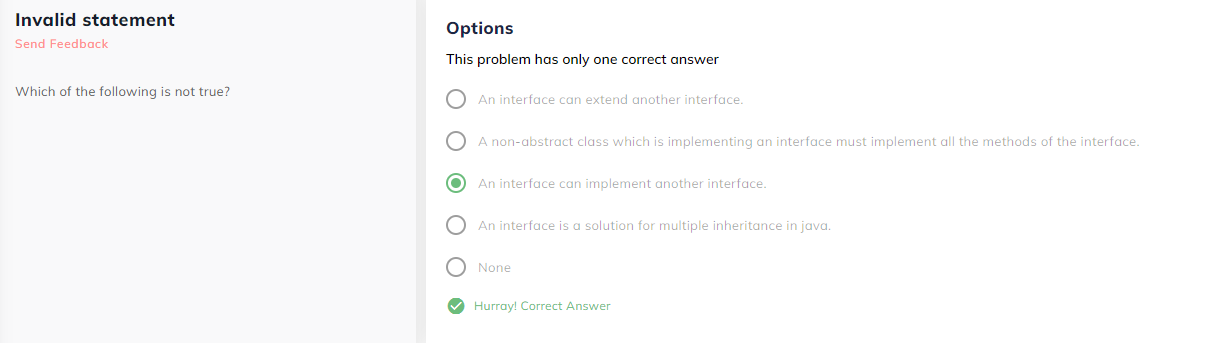 Invalid statement
Send Feedback
Which of the following is not true?
Options
This problem has only one correct answer
An interface can extend another interface.
A non-abstract class which is implementing an interface must implement all the methods of the interface.
An interface can implement another interface.
An interface is a solution for multiple inheritance in java.
None
Hurray! Correct Answer